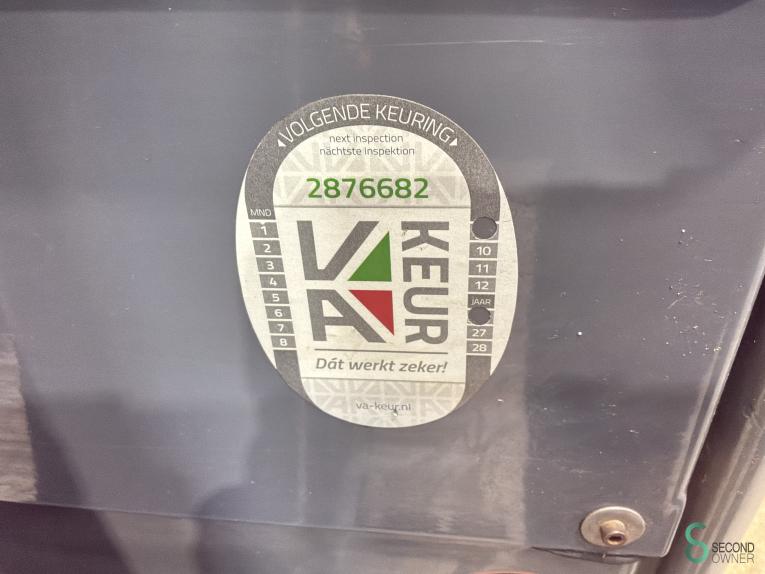 VOLGENDE KEURING
next inspection
nächtste Inspektion
2876682
MND
1
2
3
4
5
6
7
8
10
11
12
JAAR
27
28
VA
KEUR
Dát werkt zeker!
va-keur.nl
SECOND
OWNER